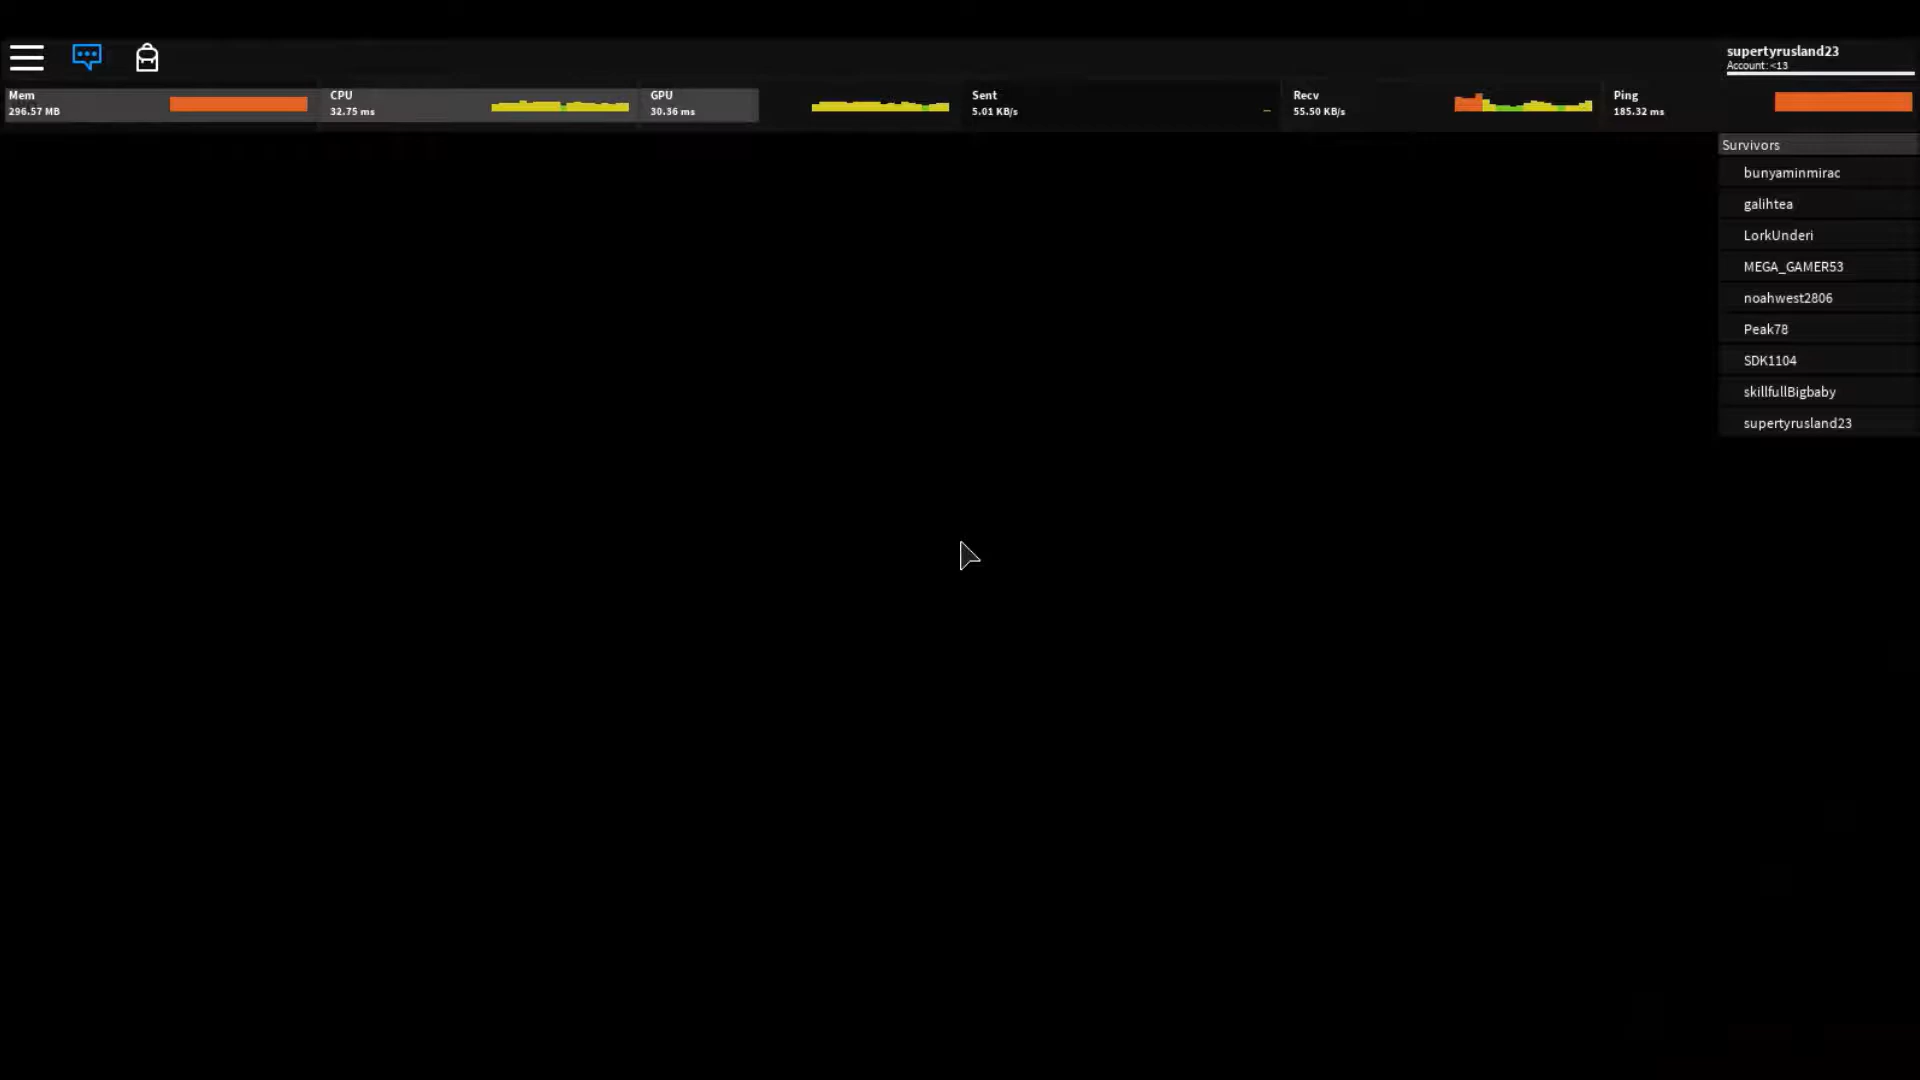 supertyrusland23
Account: <13
Mem
296.57 MB
CPU
32.75 ms
GPU
30.36 ms
Sent
5.01 KB/s
Recv
55.50 KB/s
Ping
185.32 ms
Survivors
bunyaminmirac
galihtea
LorkUnderi
MEGA_GAMER53
noahwest2806
Peak78
SDK1104
skillfullBigbaby
supertyrusland23